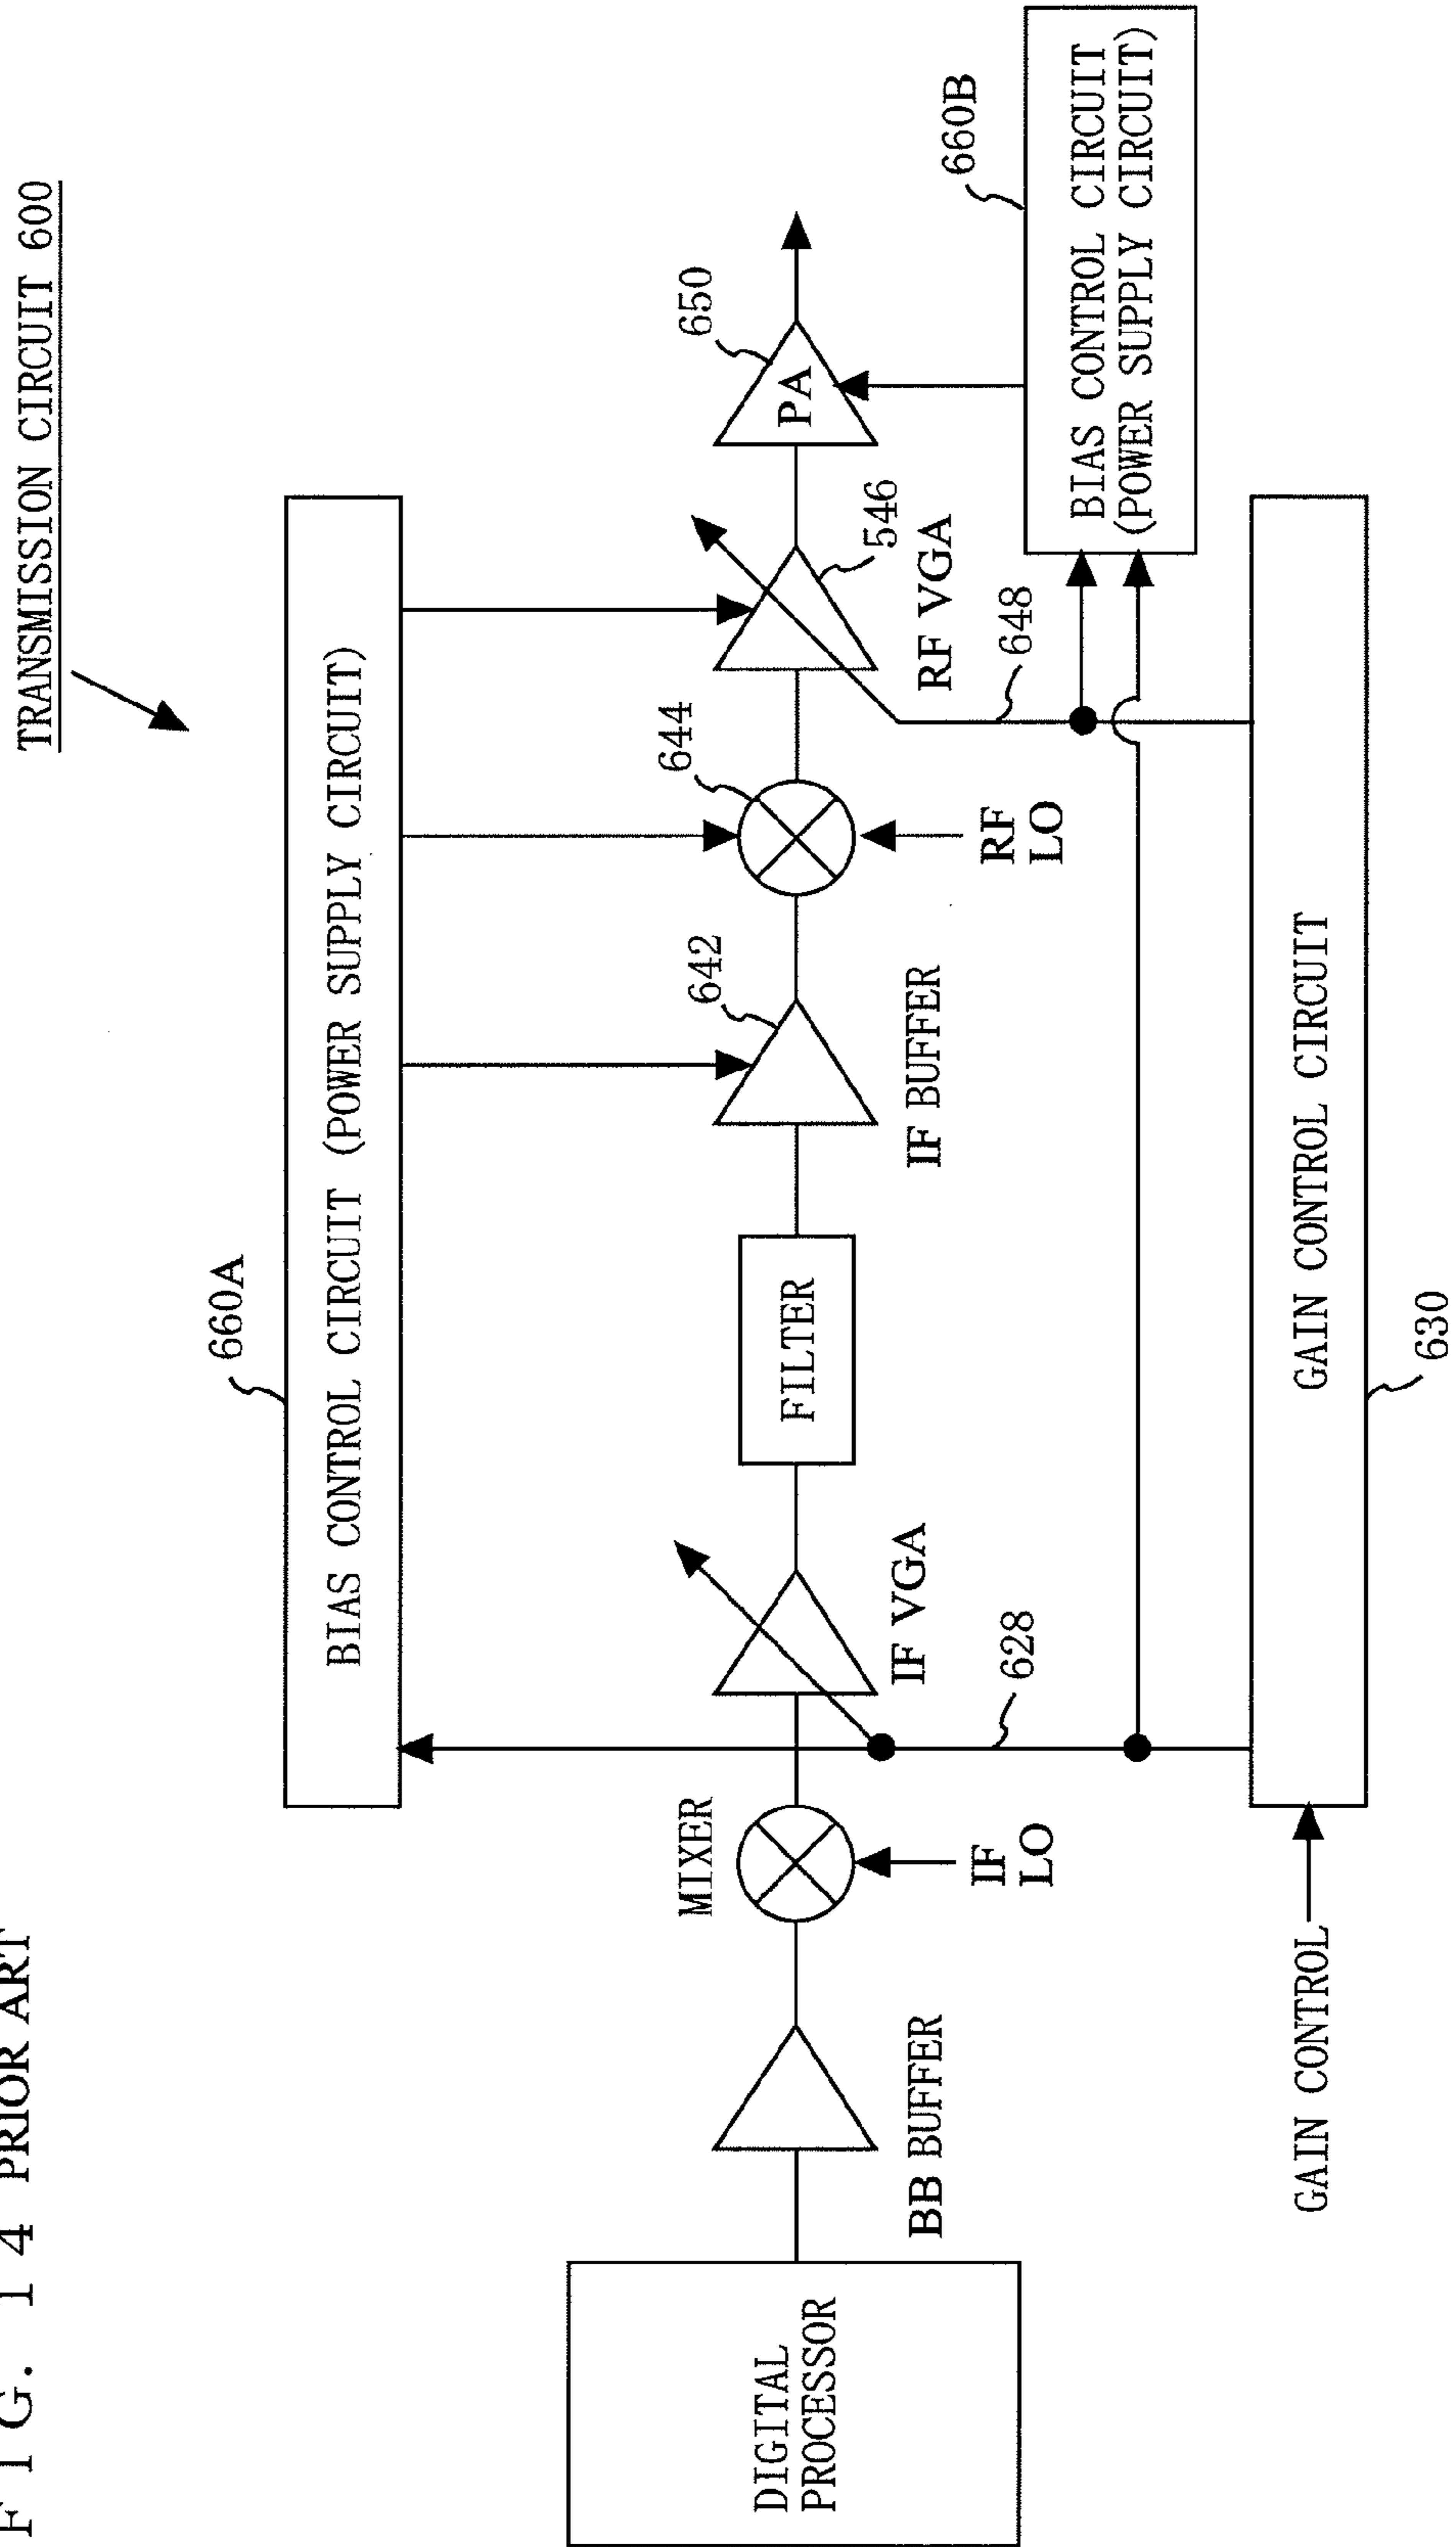 FIG. 14 PRIOR ART
TRANSMISSION CIRCUIT 600
660A
BIAS CONTROL CIRCUIT (POWER SUPPLY CIRCUIT)
DIGITAL
PROCESSOR
BB BUFFER
MIXER
IF
LO
IF VGA
628
FILTER
642
IF BUFFER
644
RF
LO
546
RF VGA
648
650
PA
660B
BIAS CONTROL CIRCUIT
(POWER SUPPLY CIRCUIT)
GAIN CONTROL
GAIN CONTROL CIRCUIT
630